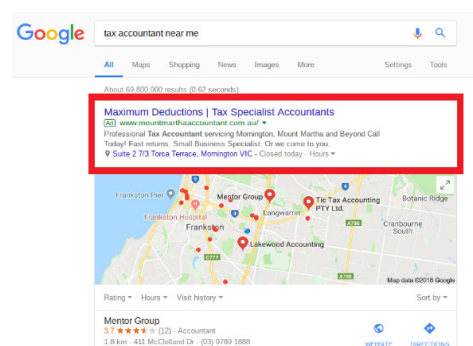 Google
tax accountant near me
All Maps Shopping News Images More Settings Tools
About 69,800,000 results (0.62 seconds)
Maximum Deductions | Tax Specialist Accountants
Ad www.mountmarthaaccountant.com.au/
Professional Tax Accountant servicing Mornington, Mount Martha and Beyond Call
Today! Fast returns. Small Business Specialist. Or we come to you.
Suite 2 7/3 Torca Terrace, Mornington VIC - Closed today - Hours
Frankston Pier
Mentor Group
Tic Tax Accounting
PTY Ltd.
Botanic Ridge
Frankston Hospital
Langwarrin
Frankston
Cranbourne
South
Lakewood Accounting
Map data ©2018 Google
Rating Hours Visit history Sort by
Mentor Group
3.7 (12) · Accountant
1.8 km · 411 McClelland Dr · (03) 9789 1888
WEBSITE DIRECTIONS